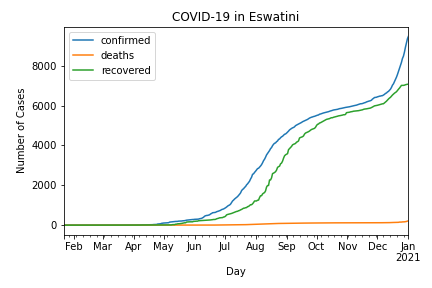 COVID-19 in Eswatini
confirmed
deaths
recovered
Number of Cases
8000
6000
4000
2000
0
Feb Mar Apr May Jun Jul Aug Sep Oct Nov Dec Jan
2021
Day